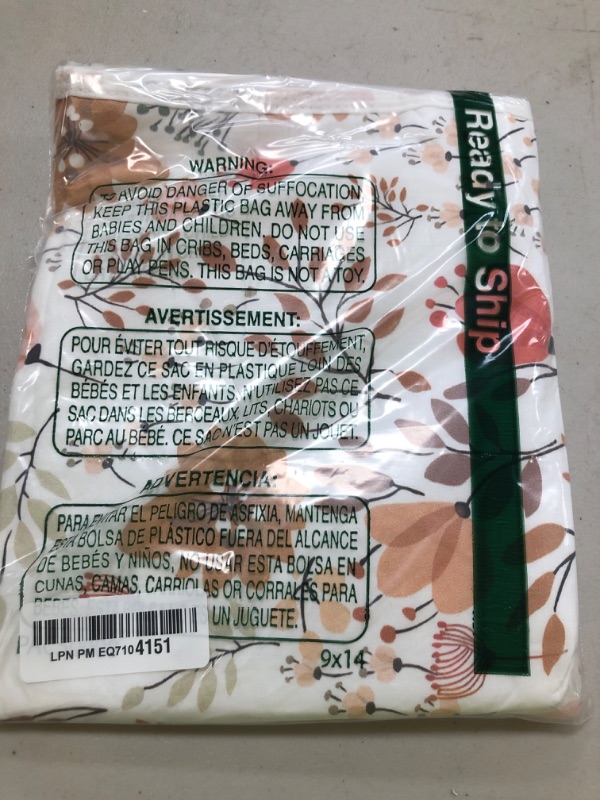 Ready to Ship
WARNING:
TO AVOID DANGER OF SUFFOCATION
KEEP THIS PLASTIC BAG AWAY FROM
BABIES AND CHILDREN. DO NOT USE
THIS BAG IN CRIBS, BEDS, CARRIAGES
OR PLAY PENS. THIS BAG IS NOT A TOY.
AVERTISSEMENT:
POUR ÉVITER TOUT RISQUE D'ÉTOUFFEMENT,
GARDEZ CE SAC EN PLASTIQUE LOIN DES
BÉBÉS ET LES ENFANTS, N'UTILISEZ PAS CE
SAC DANS LES BERCEAUX, LITS, CHARIOTS OU
PARC AU BÉBÉ. CE SAC N'EST PAS UN JOUET.
ADVERTENCIA:
PARA EVITAR EL PELIGRO DE ASFIXIA, MANTENGA
ESTA BOLSA DE PLÁSTICO FUERA DEL ALCANCE
DE BEBÉS Y NIÑOS, NO USAR ESTA BOLSA EN
CUNAS, CAMAS, CARRIOLAS OR CORRALES PARA
UN JUGUETE.
LPN PM EQ7104151
9x14